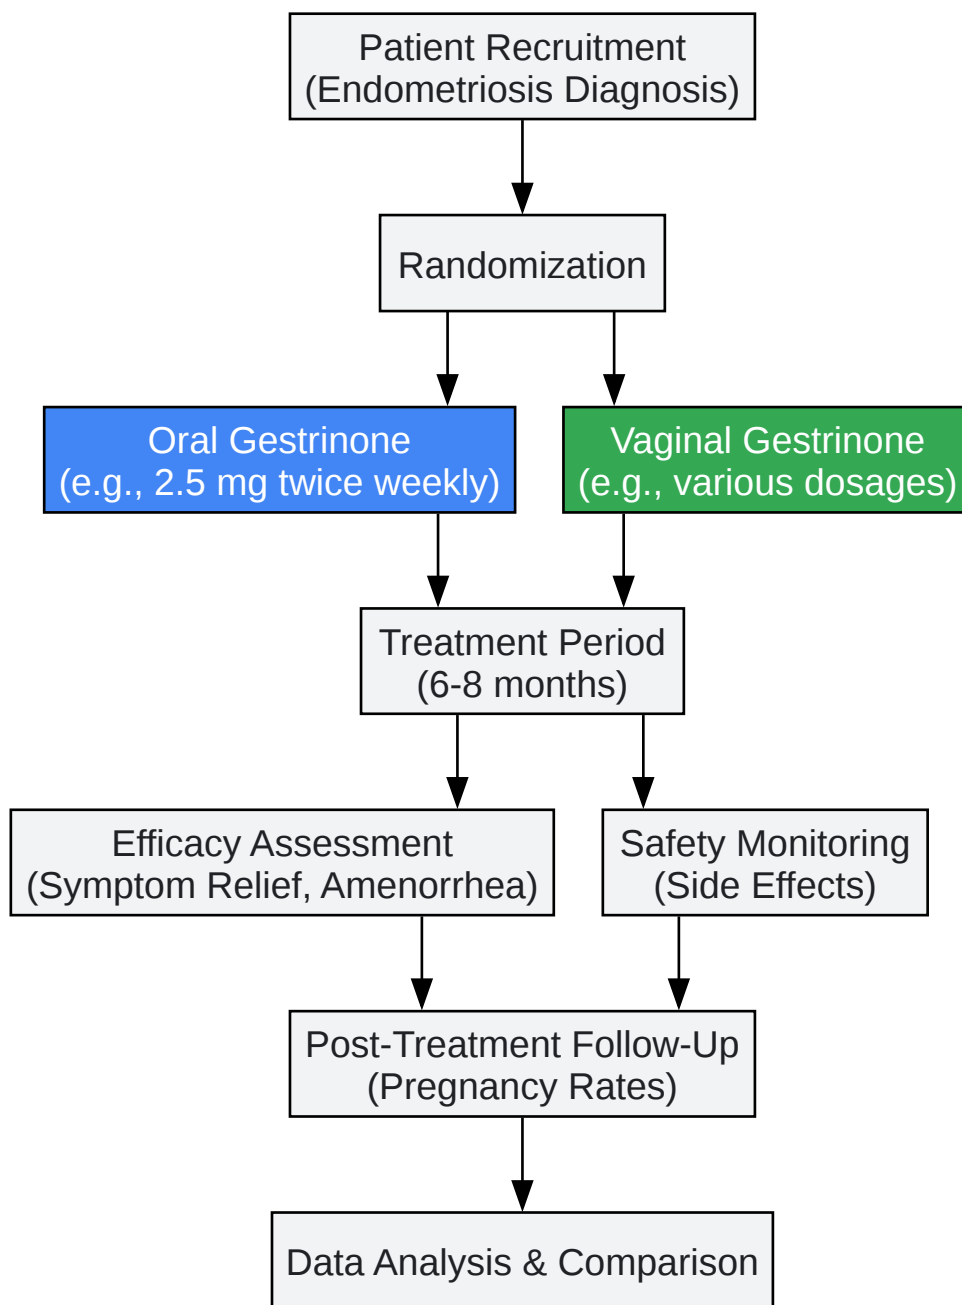 Patient Recruitment
(Endometriosis Diagnosis)
Randomization
Oral Gestrinone
(e.g., 2.5 mg twice weekly)
Vaginal Gestrinone
(e.g., various dosages)
Treatment Period
(6-8 months)
Efficacy Assessment
(Symptom Relief, Amenorrhea)
Safety Monitoring
(Side Effects)
Post-Treatment Follow-Up
(Pregnancy Rates)
Data Analysis & Comparison